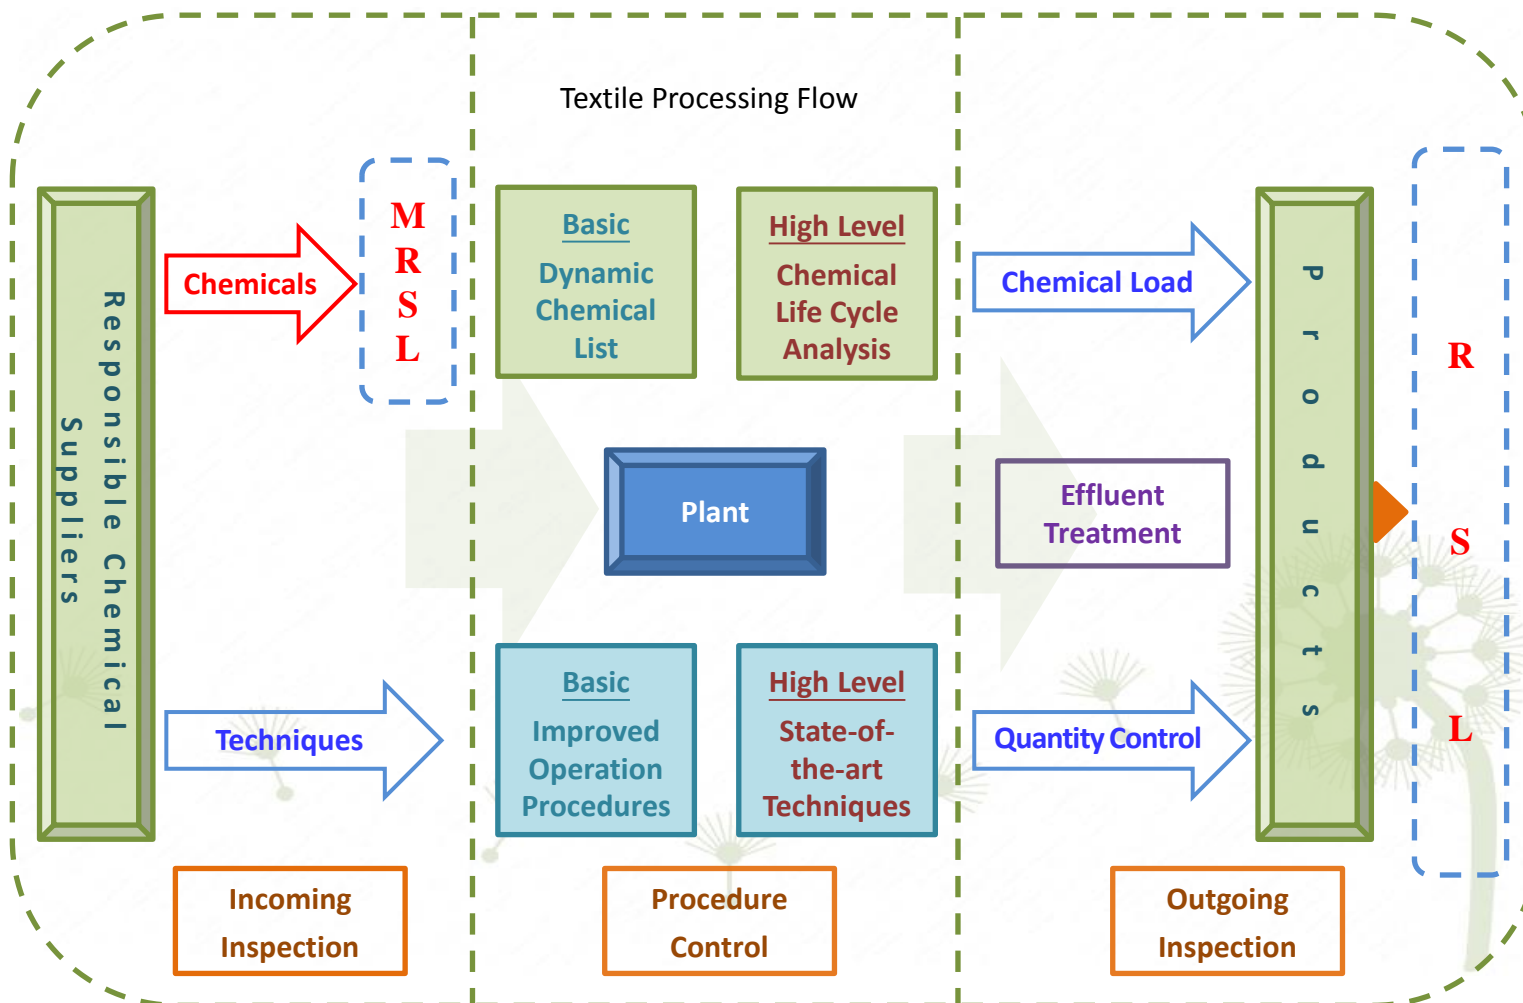 Textile Processing Flow
Responsible Chemical
Suppliers
Chemicals
M
R
S
L
Techniques
Incoming
Inspection
Basic
Dynamic
Chemical
List
High Level
Chemical
Life Cycle
Analysis
Plant
Basic
Improved
Operation
Procedures
High Level
State-of-
the-art
Techniques
Procedure
Control
Chemical Load
Effluent
Treatment
Quantity Control
Products
R
S
L
Outgoing
Inspection